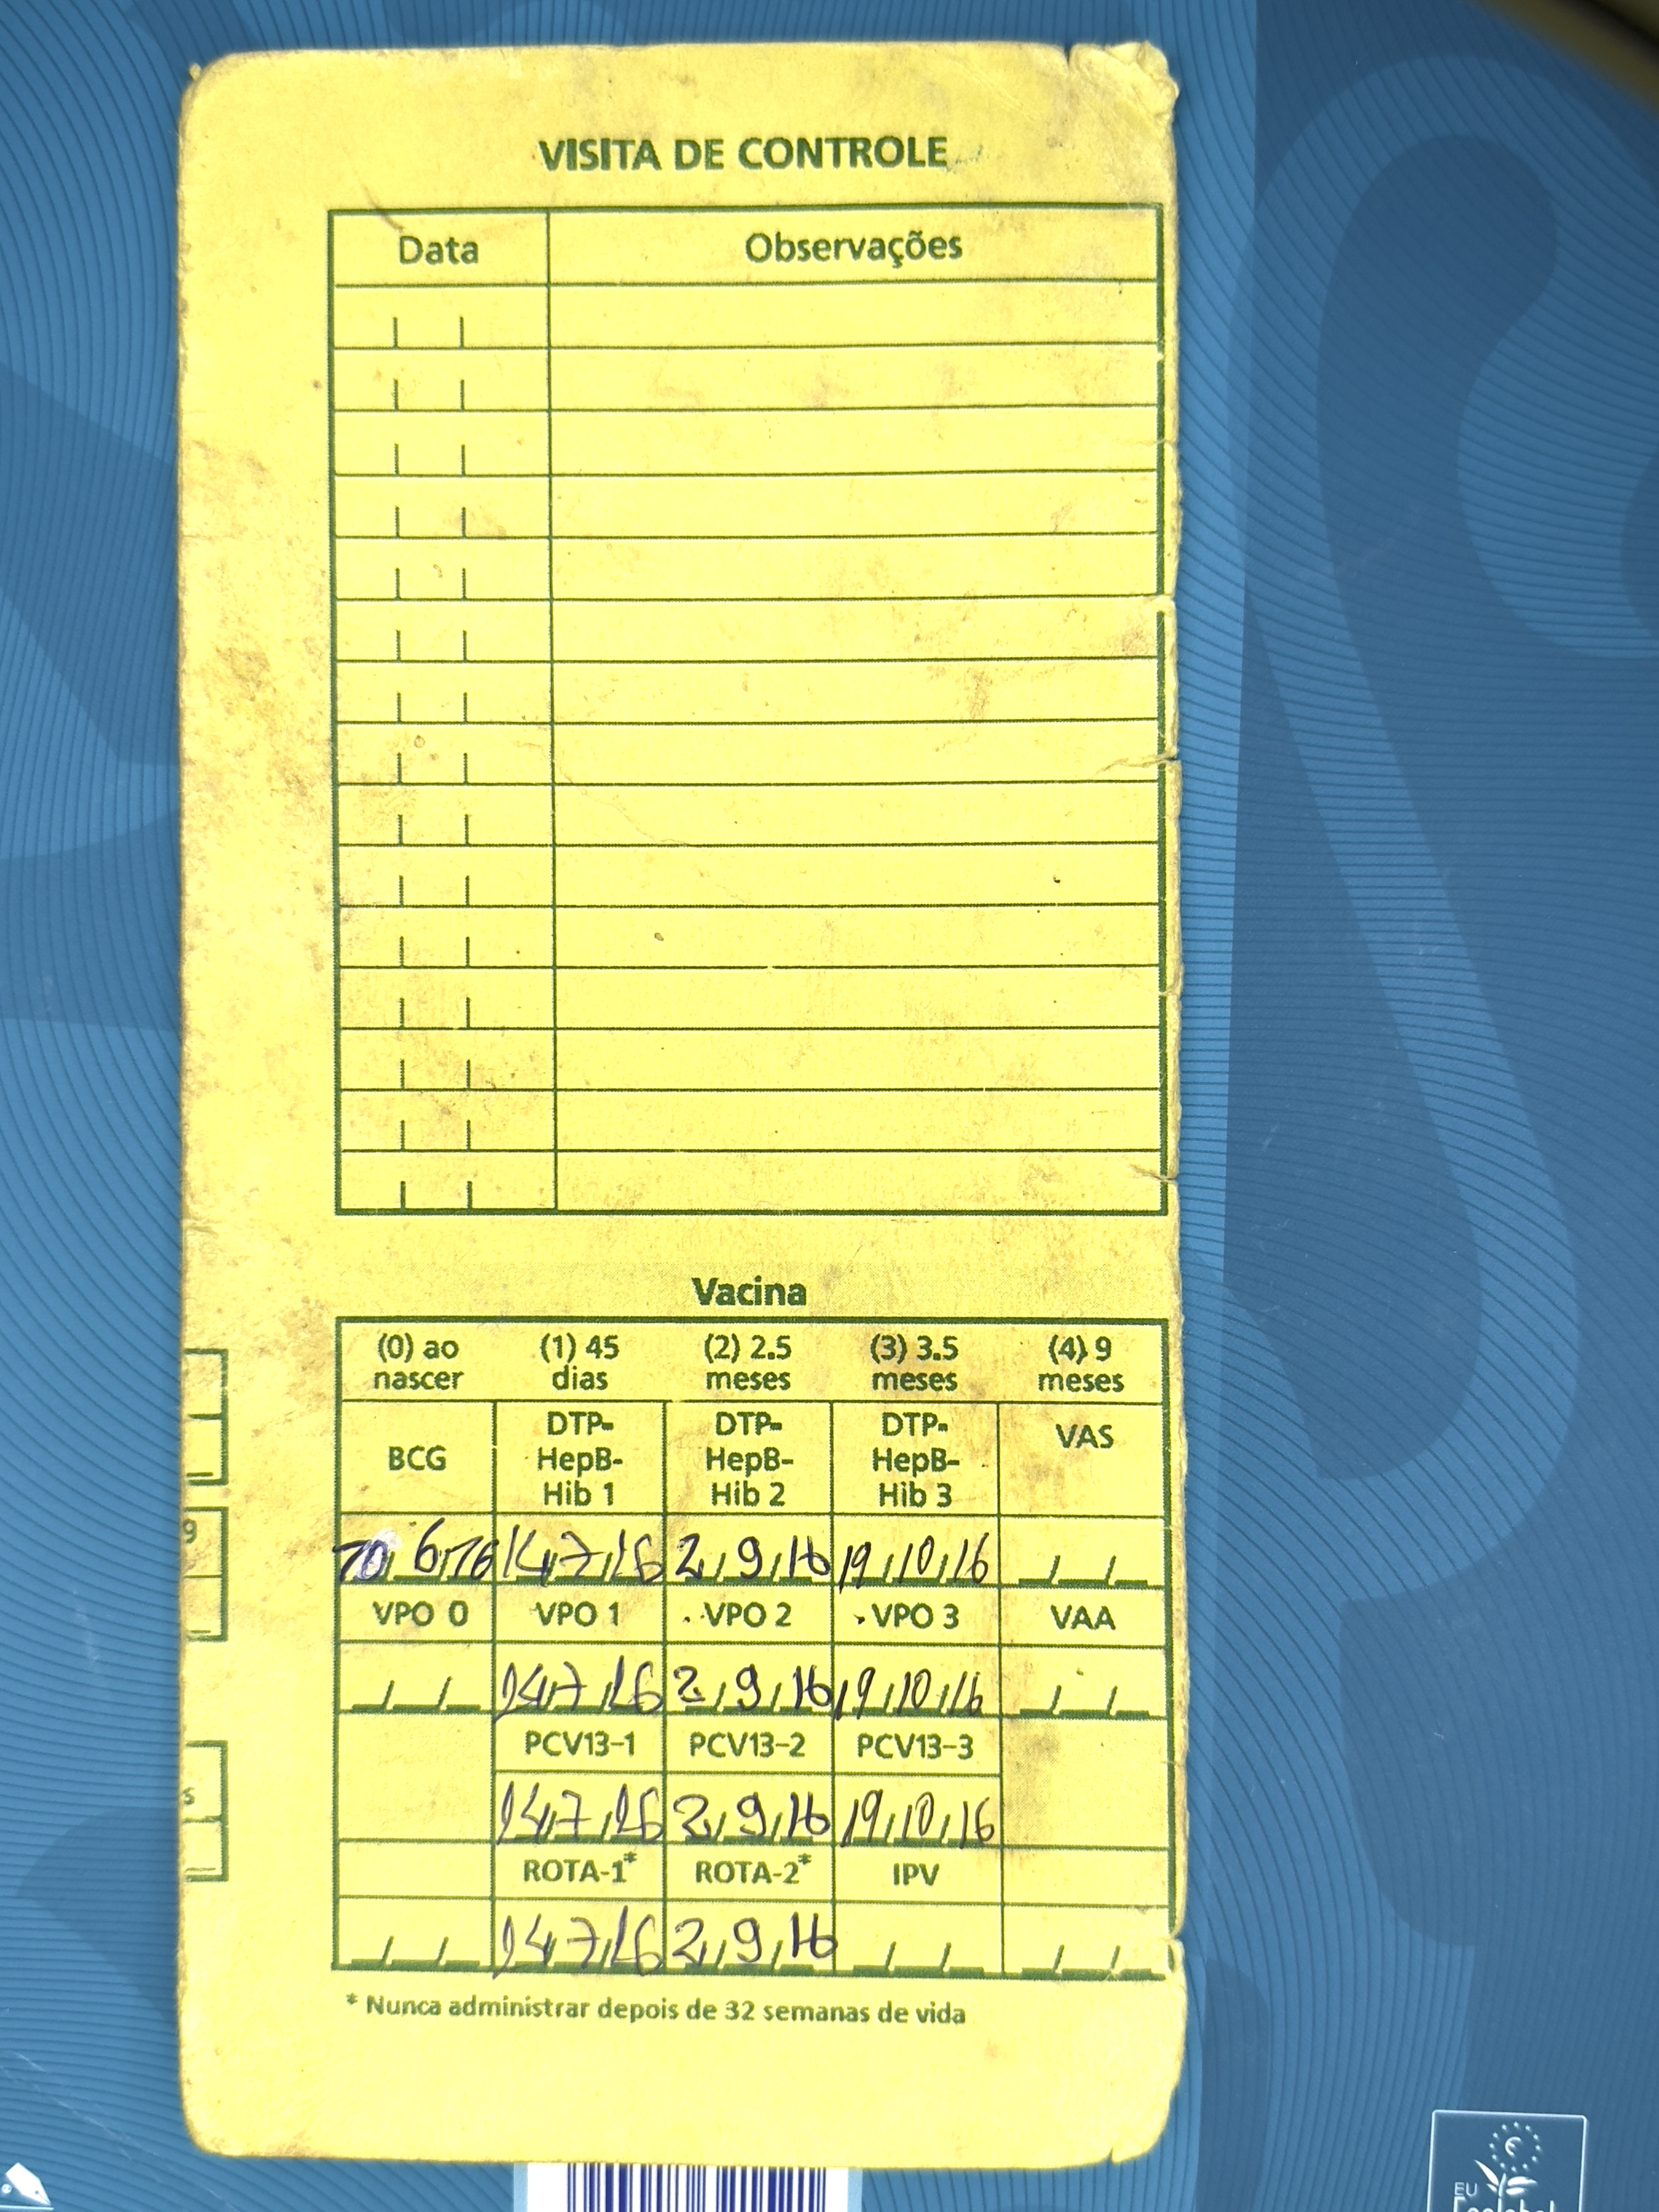 VISITA DE CONTROLE
Data Observações
Vacina
(0) ao nascer (1) 45 dias (2) 2.5 meses (3) 3.5 meses (4) 9 meses
BCG DTP-HepB-Hib 1 DTP-HepB-Hib 2 DTP-HepB-Hib 3 VAS
14/7/16 2/9/16 19/10/16
VPO 0 VPO 1 VPO 2 VPO 3 VAA
14/7/16 2/9/16 19/10/16
PCV13-1 PCV13-2 PCV13-3
14/7/16 2/9/16 19/10/16
ROTA-1* ROTA-2* IPV
14/7/16 2/9/16
* Nunca administrar depois de 32 semanas de vida
9
s
EU